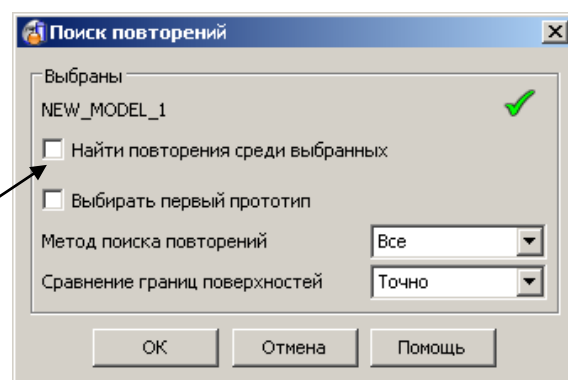 Поиск повторений
Выбраны
NEW_MODEL_1
Найти повторения среди выбранных
Выбирать первый прототип
Метод поиска повторений Все
Сравнение границ поверхностей Точно
ОК Отмена Помощь